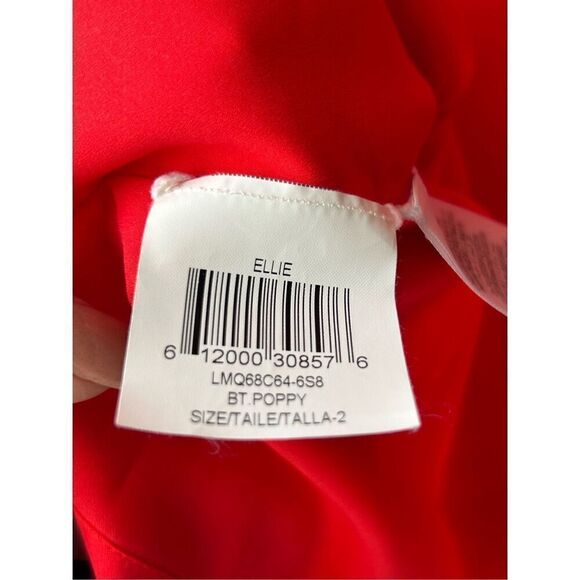 ELLIE
6 12000 30857 6
LMQ68C64-6S8
BT.POPPY
SIZE/TAILE/TALLA-2